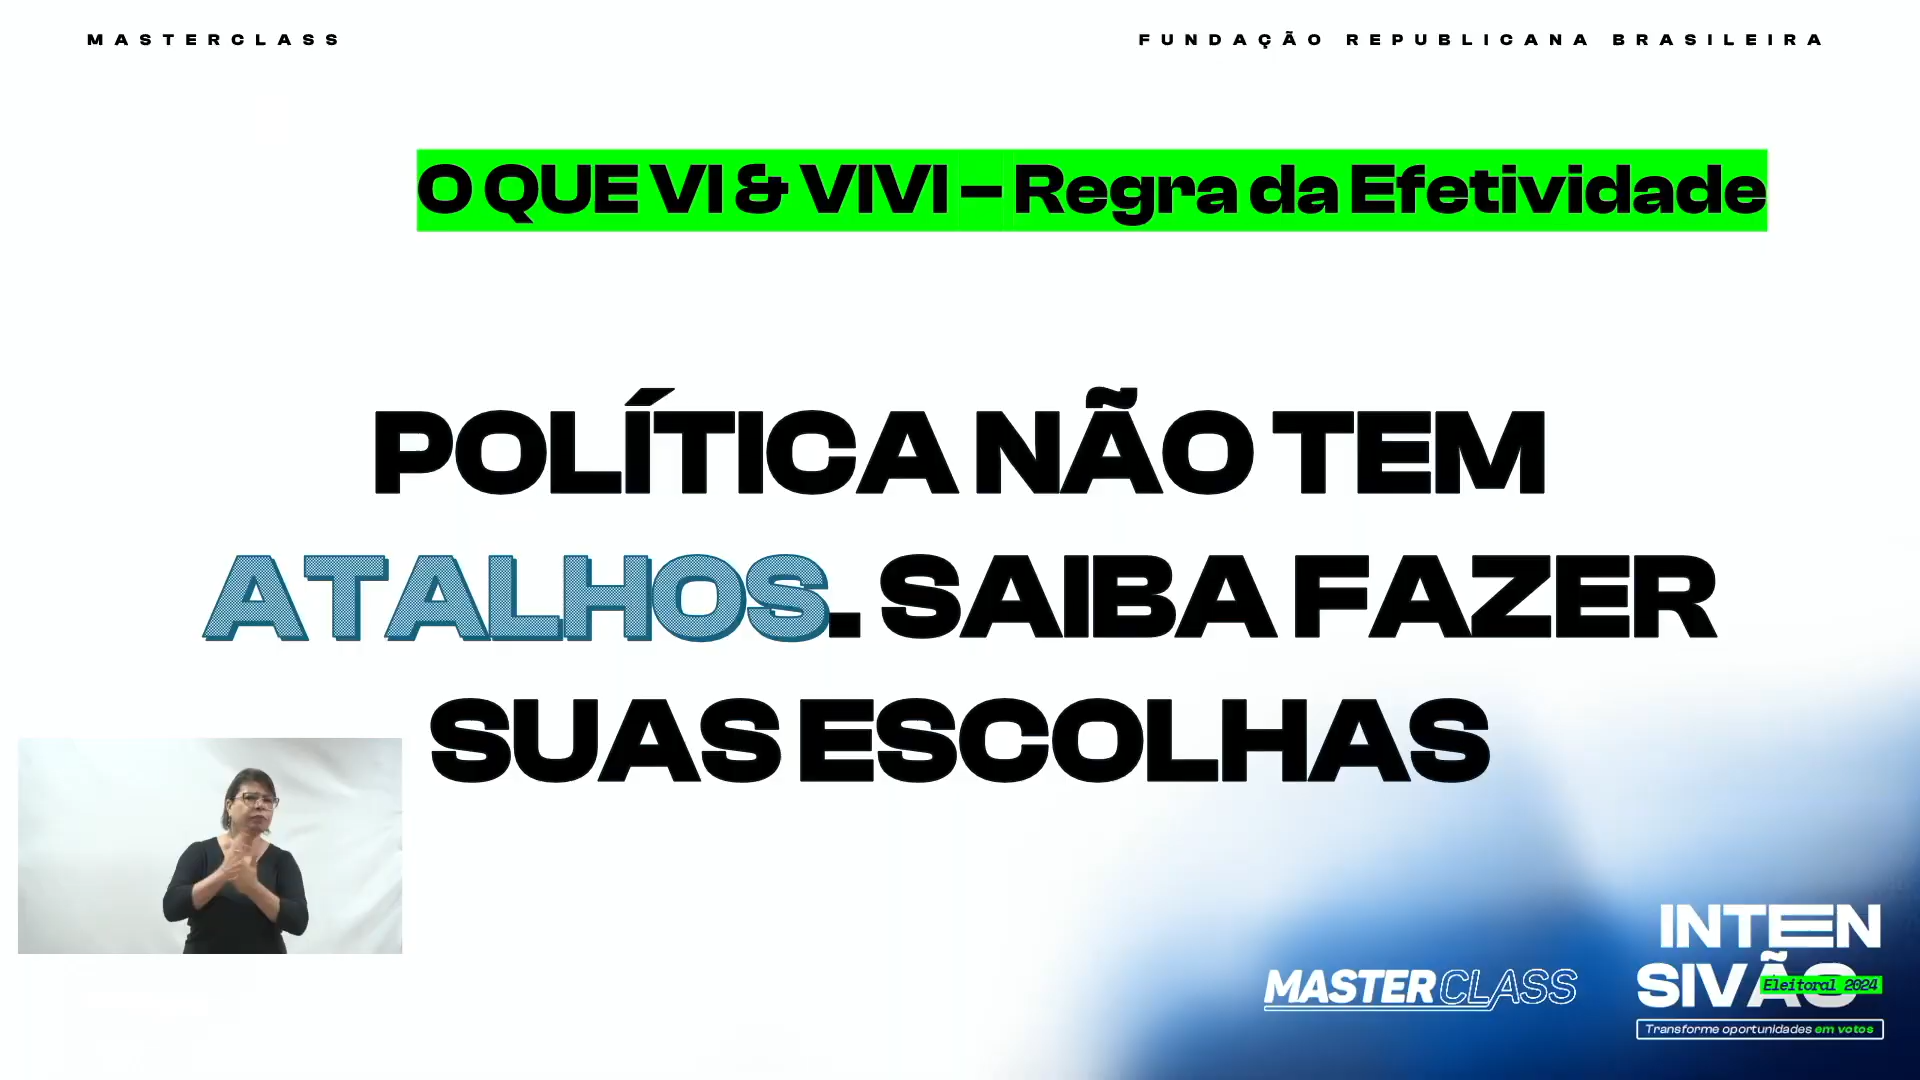 MASTERCLASS
FUNDAÇÃO REPUBLICANA BRASILEIRA
O QUE VI & VIVI – Regra da Efetividade
POLÍTICA NÃO TEM
ATALHOS. SAIBA FAZER
SUAS ESCOLHAS
MASTERCLASS
INTEN
SIVÃO
Eleitoral 2024
Transforme oportunidades em votos